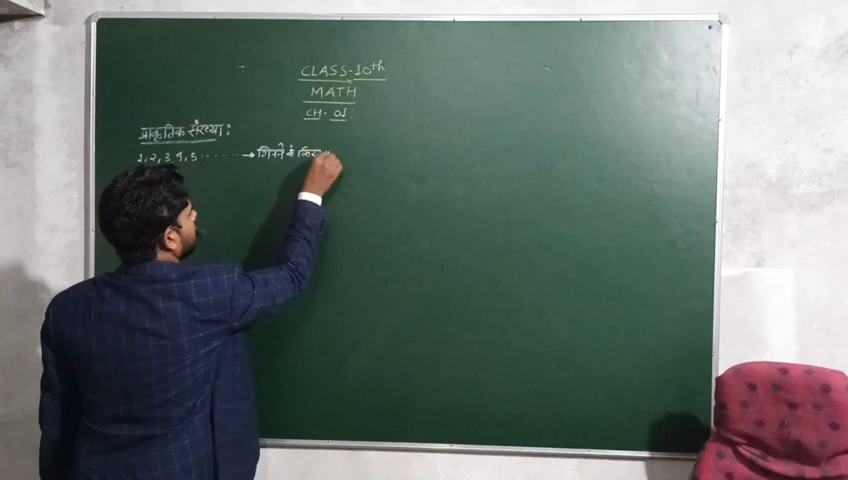 CLASS-10th
MATH
CH- 01
प्राकृतिक संख्या :
1, 2, 3 4, 5 ........→ गिनने के लिए